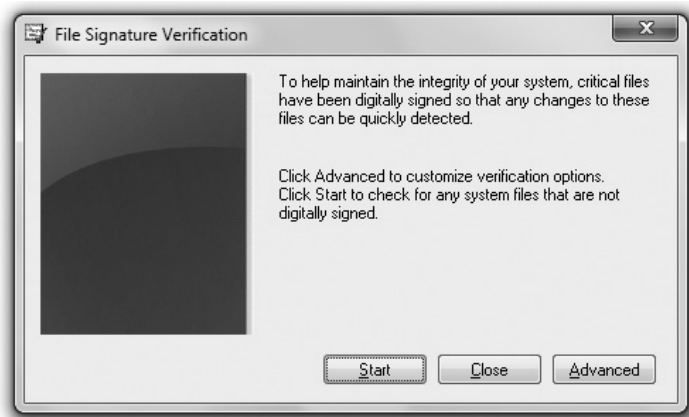 File Signature Verification
To help maintain the integrity of your system, critical files
have been digitally signed so that any changes to these
files can be quickly detected.
Click Advanced to customize verification options.
Click Start to check for any system files that are not
digitally signed.
Start
Close
Advanced